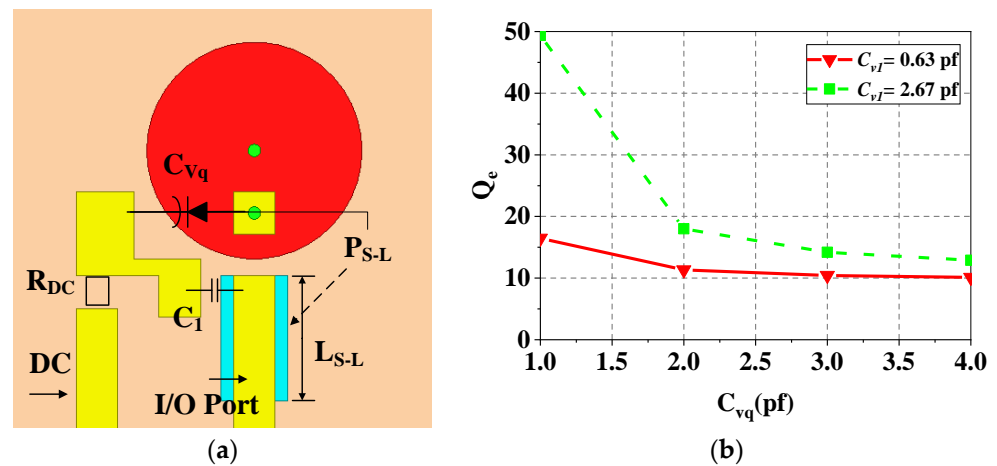 C_Vq
P_S-L
R_DC
C_1
L_S-L
DC
I/O Port
(a)
50
40
30
20
10
0
Q_e
C_v1= 0.63 pf
C_v1= 2.67 pf
1.0 1.5 2.0 2.5 3.0 3.5 4.0
C_vq(pf)
(b)